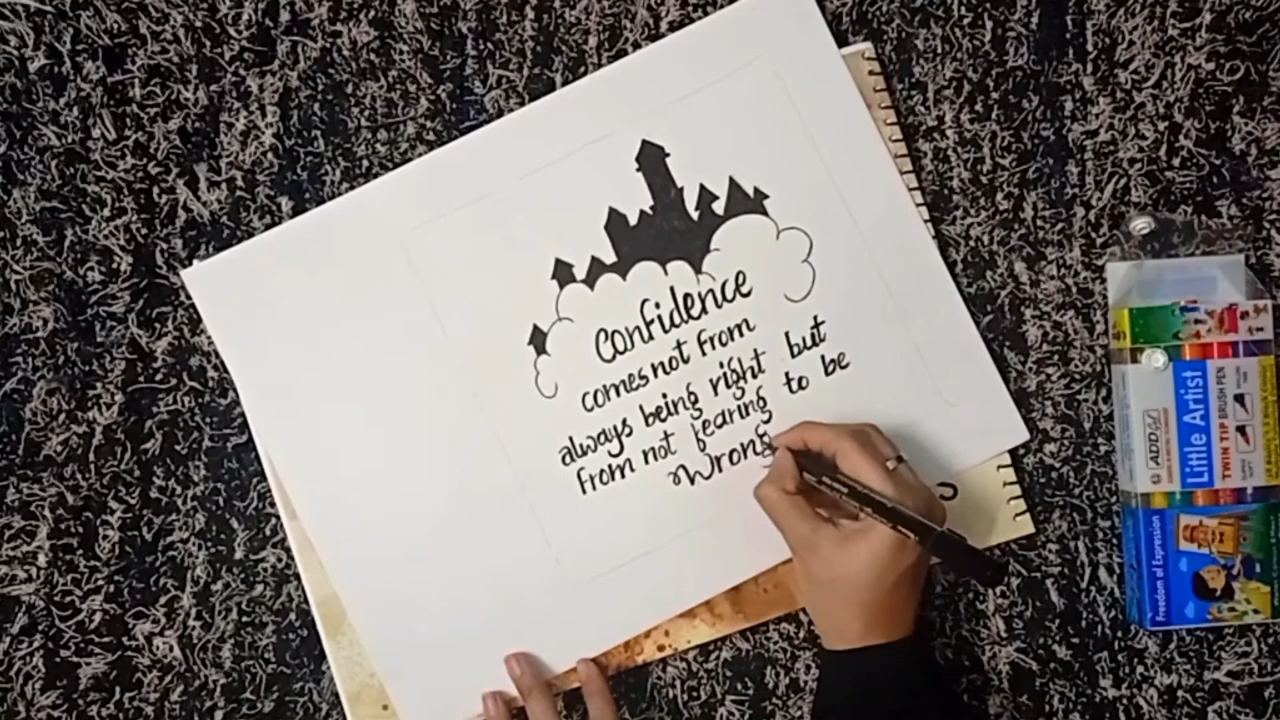 Confidence
comes not from
always being right but
From not fearing to be
Wrong
ADD
Little Artist
TWIN TIP BRUSH PEN
Freedom of Expression